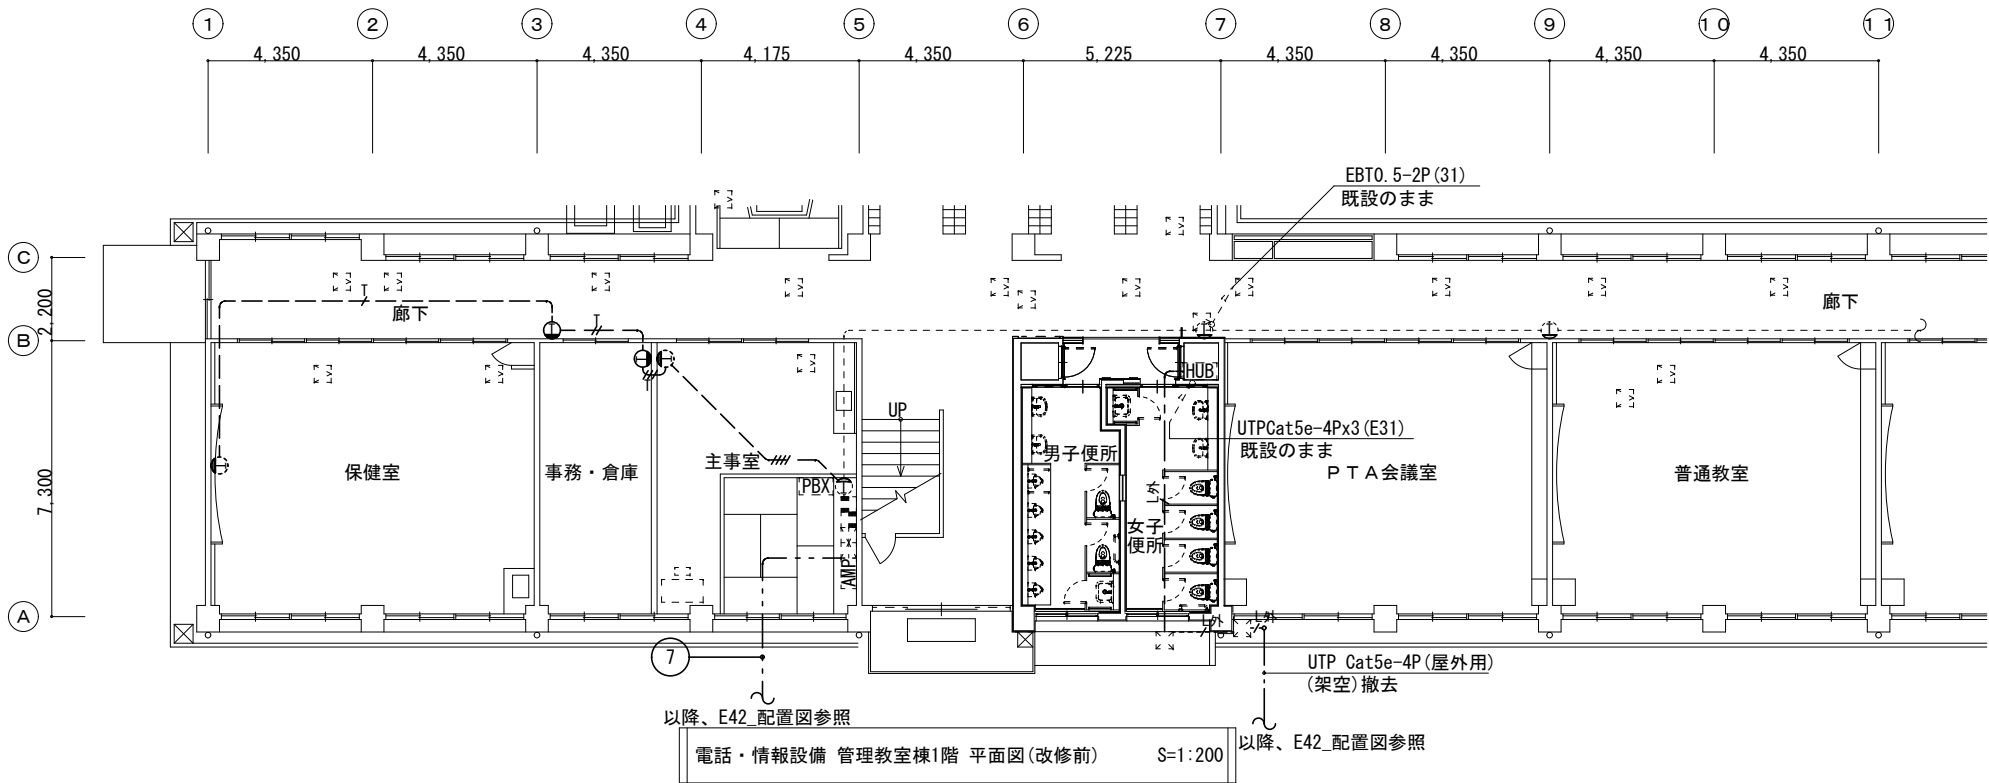 1 2 3 4 5 6 7 8 9 10 11
4,350 4,350 4,350 4,175 4,350 5,225 4,350 4,350 4,350 4,350
EBT0.5-2P(31)
既設のまま
C
2,200
B
7,300
A
T
廊下
T
廊下
T
HUB
UP
UTPCat5e-4Px3(E31)
既設のまま
保健室
事務・倉庫
主事室
PBX
男子便所
PTA会議室
普通教室
L外
女子
便所
AMP
L外
L外
7
UTP Cat5e-4P(屋外用)
(架空)撤去
以降、E42_配置図参照
以降、E42_配置図参照
電話・情報設備 管理教室棟1階 平面図(改修前) S=1:200